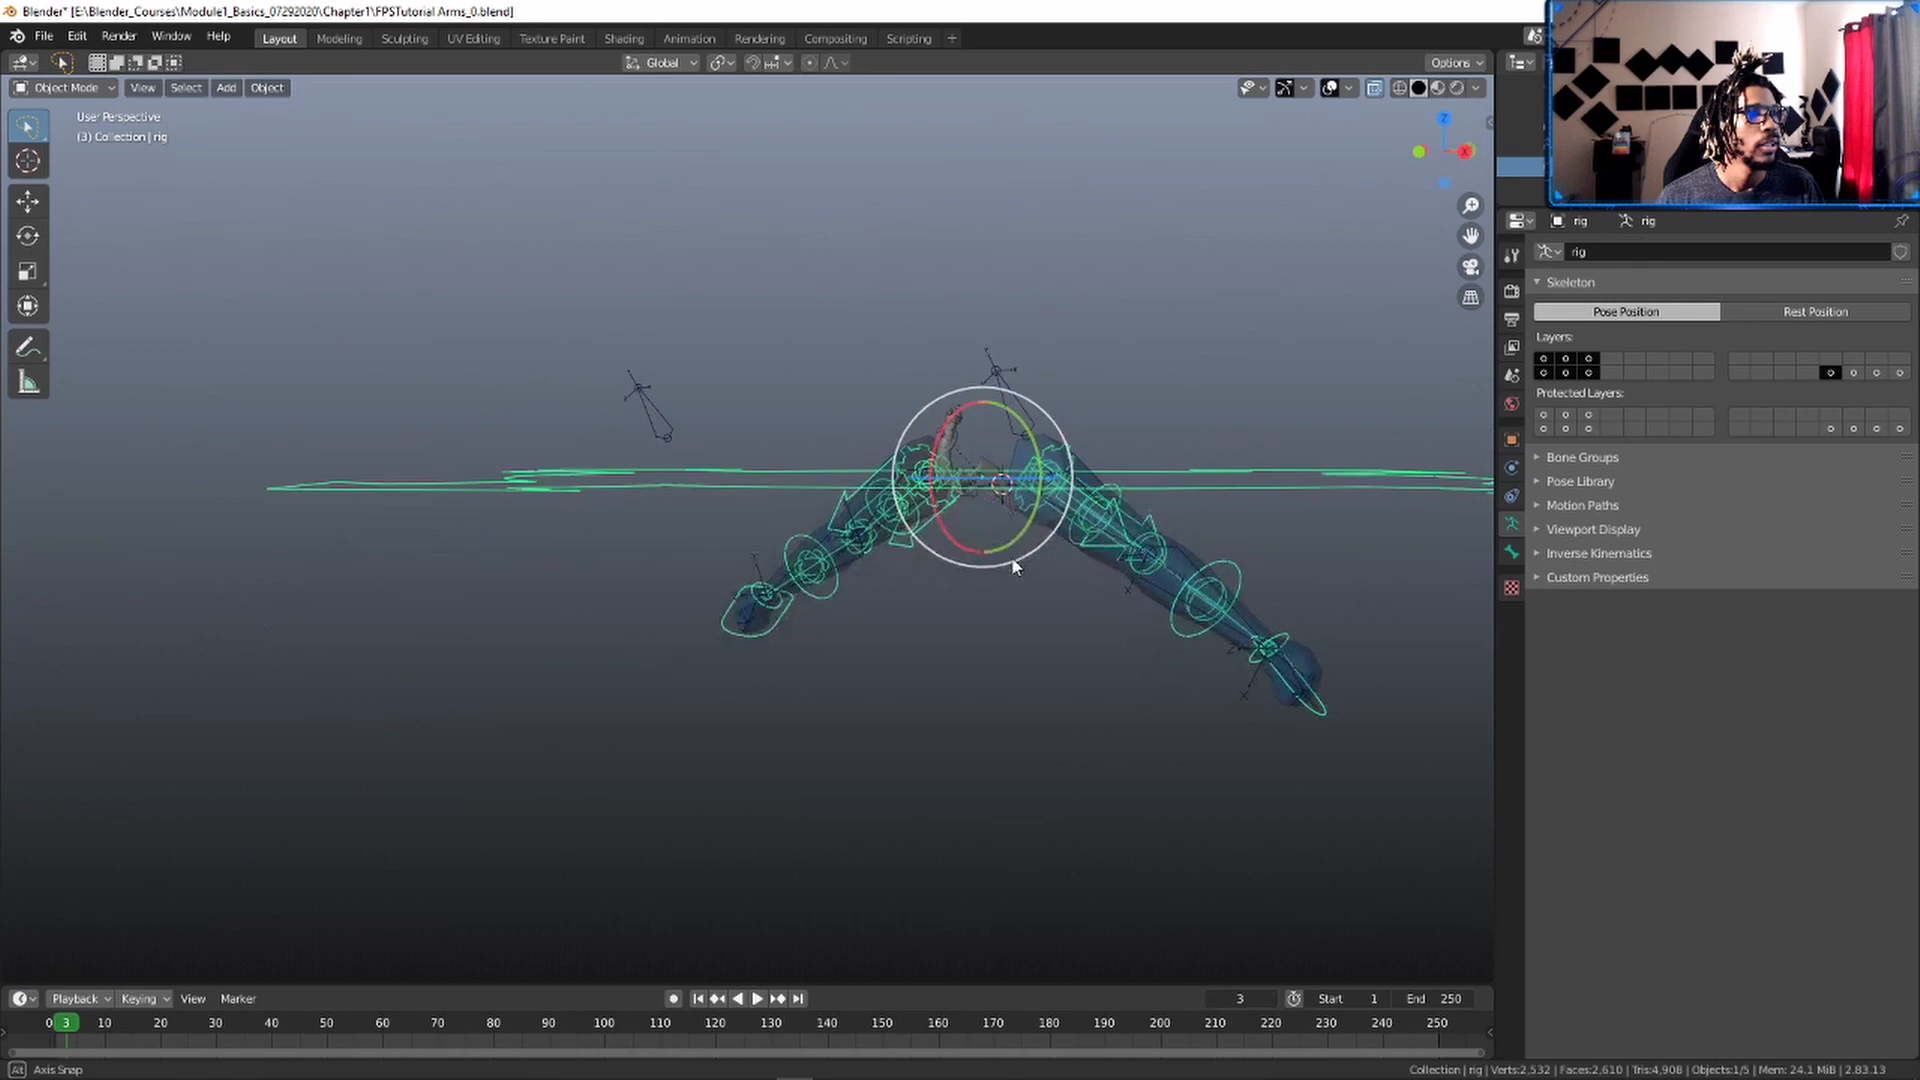 Blender* [E:\Blender_Courses\Module1_Basics_07292020\Chapter1\FPSTutorial Arms_0.blend]
File Edit Render Window Help Layout Modeling Sculpting UV Editing Texture Paint Shading Animation Rendering Compositing Scripting +
Global Options
Object Mode View Select Add Object
User Perspective
(3) Collection | rig
Z
X
rig rig
rig
Skeleton
Pose Position Rest Position
Layers:
Protected Layers:
Bone Groups
Pose Library
Motion Paths
Viewport Display
Inverse Kinematics
Custom Properties
Playback Keying View Marker 3 Start 1 End 250
0 3 10 20 30 40 50 60 70 80 90 100 110 120 130 140 150 160 170 180 190 200 210 220 230 240 250
Alt Axis Snap Collection | rig | Verts:2,532 | Faces:2,610 | Tris:4,908 | Objects:1/5 | Mem: 24.1 MiB | 2.83.13